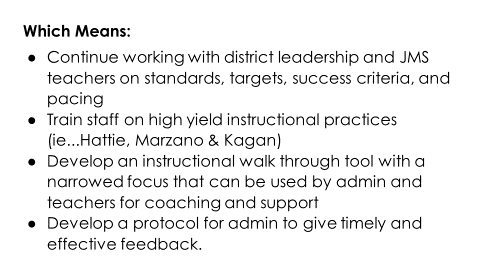 Which Means:
● Continue working with district leadership and JMS
teachers on standards, targets, success criteria, and
pacing
● Train staff on high yield instructional practices
(ie...Hattie, Marzano & Kagan)
● Develop an instructional walk through tool with a
narrowed focus that can be used by admin and
teachers for coaching and support
● Develop a protocol for admin to give timely and
effective feedback.